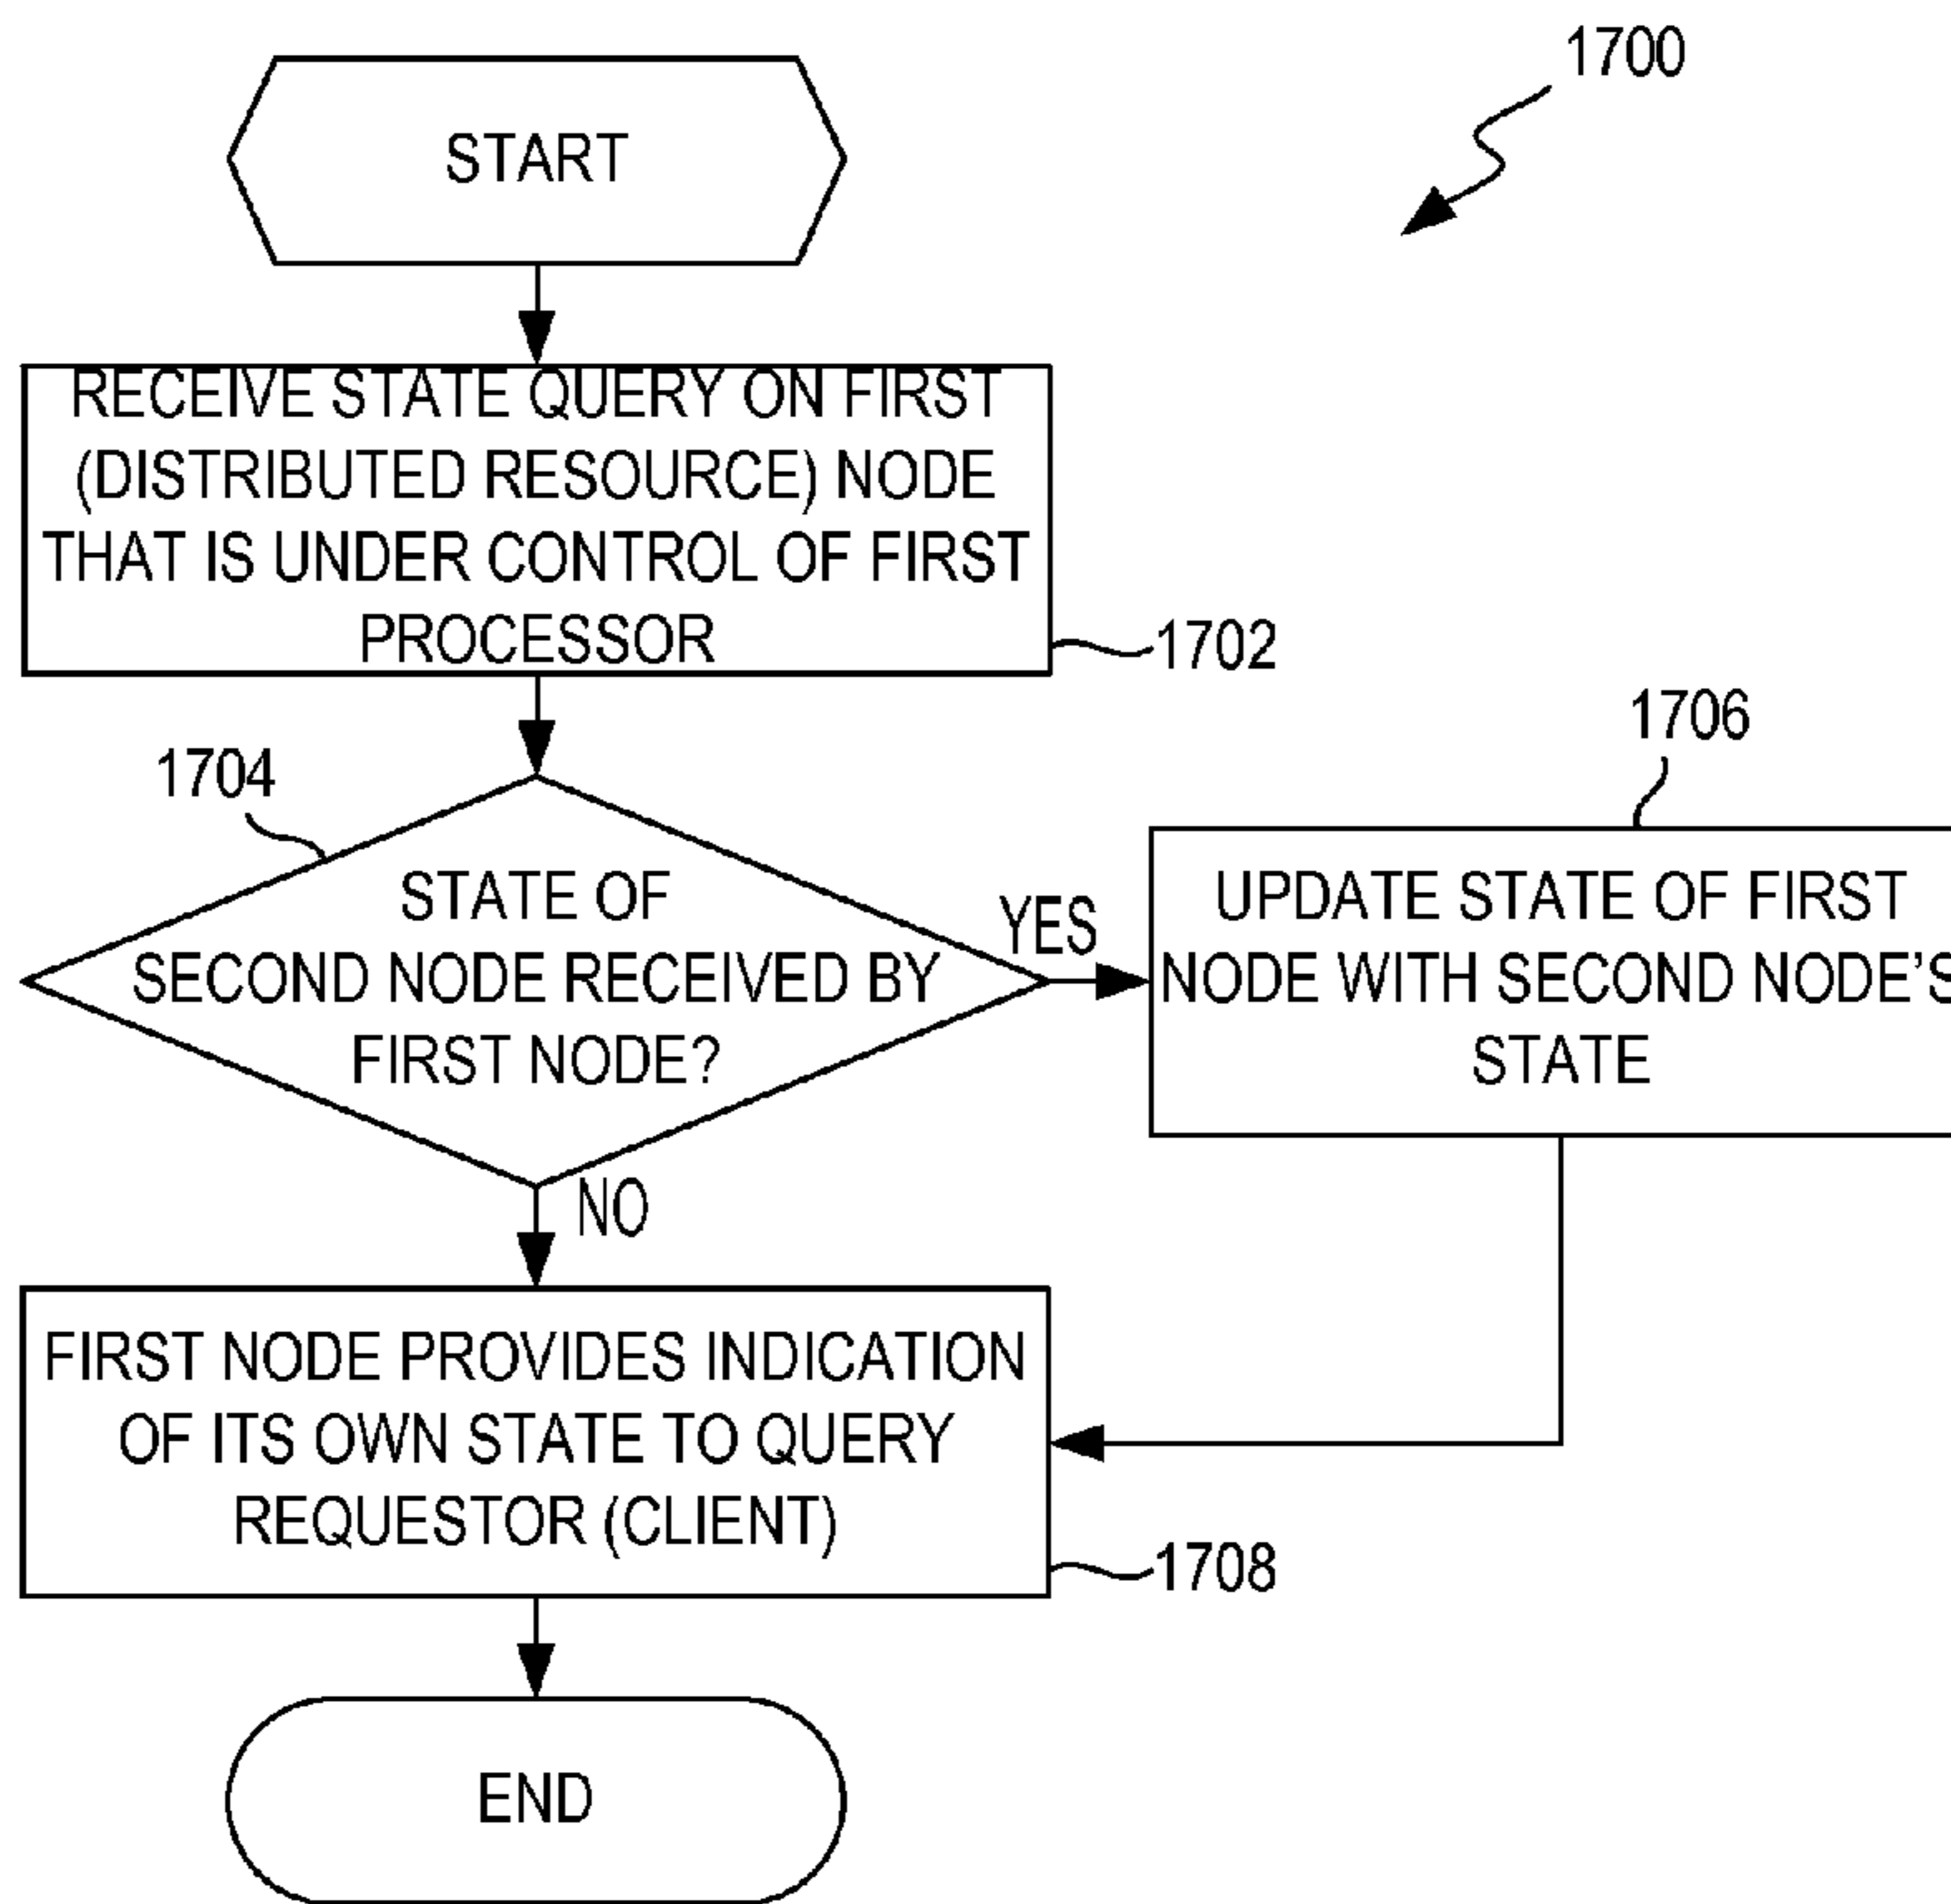 1700
START
RECEIVE STATE QUERY ON FIRST
(DISTRIBUTED RESOURCE) NODE
THAT IS UNDER CONTROL OF FIRST
PROCESSOR
1702
1704
STATE OF
SECOND NODE RECEIVED BY
FIRST NODE?
YES
NO
1706
UPDATE STATE OF FIRST
NODE WITH SECOND NODE'S
STATE
FIRST NODE PROVIDES INDICATION
OF ITS OWN STATE TO QUERY
REQUESTOR (CLIENT)
1708
END